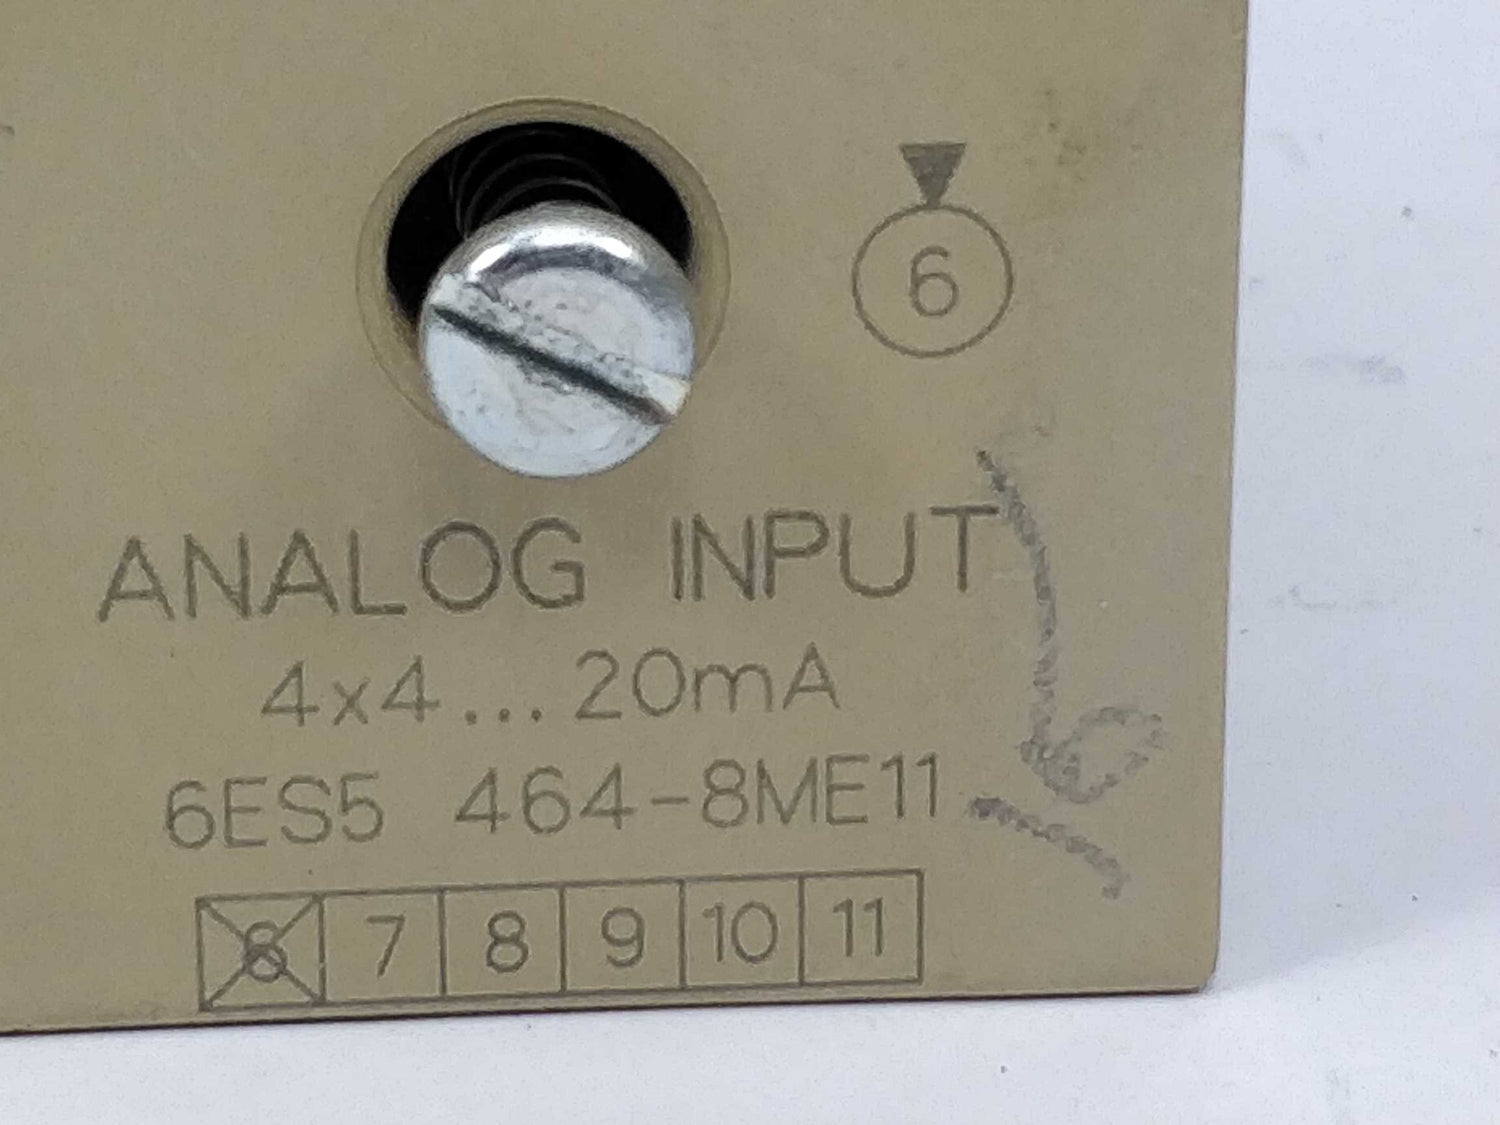 6
ANALOG INPUT
4x4...20mA
6ES5 464-8ME11
6 7 8 9 10 11